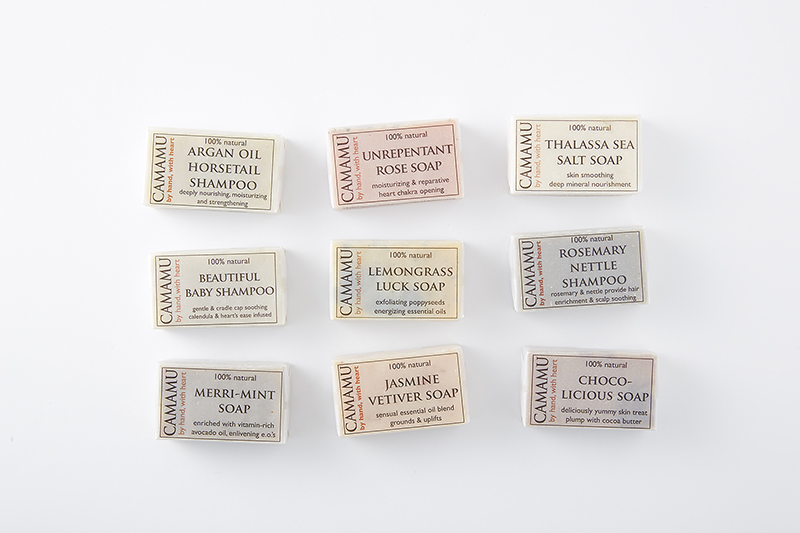 CAMAMU
by hand, with heart
100% natural
ARGAN OIL
HORSETAIL
SHAMPOO
deeply nourishing, moisturizing
and strengthening
CAMAMU
by hand, with heart
100% natural
UNREPENTANT
ROSE SOAP
moisturizing & reparative
heart chakra opening
CAMAMU
by hand, with heart
100% natural
THALASSA SEA
SALT SOAP
skin smoothing
deep mineral nourishment
CAMAMU
by hand, with heart
100% natural
BEAUTIFUL
BABY SHAMPOO
gentle & cradle cap soothing
calendula & heart's ease infused
CAMAMU
by hand, with heart
100% natural
LEMONGRASS
LUCK SOAP
exfoliating poppyseeds
energizing essential oils
CAMAMU
by hand, with heart
100% natural
ROSEMARY
NETTLE
SHAMPOO
rosemary & nettle provide hair
enrichment & scalp soothing
CAMAMU
by hand, with heart
100% natural
MERRI-MINT
SOAP
enriched with vitamin-rich
avocado oil, enlivening e.o.'s
CAMAMU
by hand, with heart
100% natural
JASMINE
VETIVER SOAP
sensual essential oil blend
grounds & uplifts
CAMAMU
by hand, with heart
100% natural
CHOCO-
LICIOUS SOAP
deliciously yummy skin treat
plump with cocoa butter